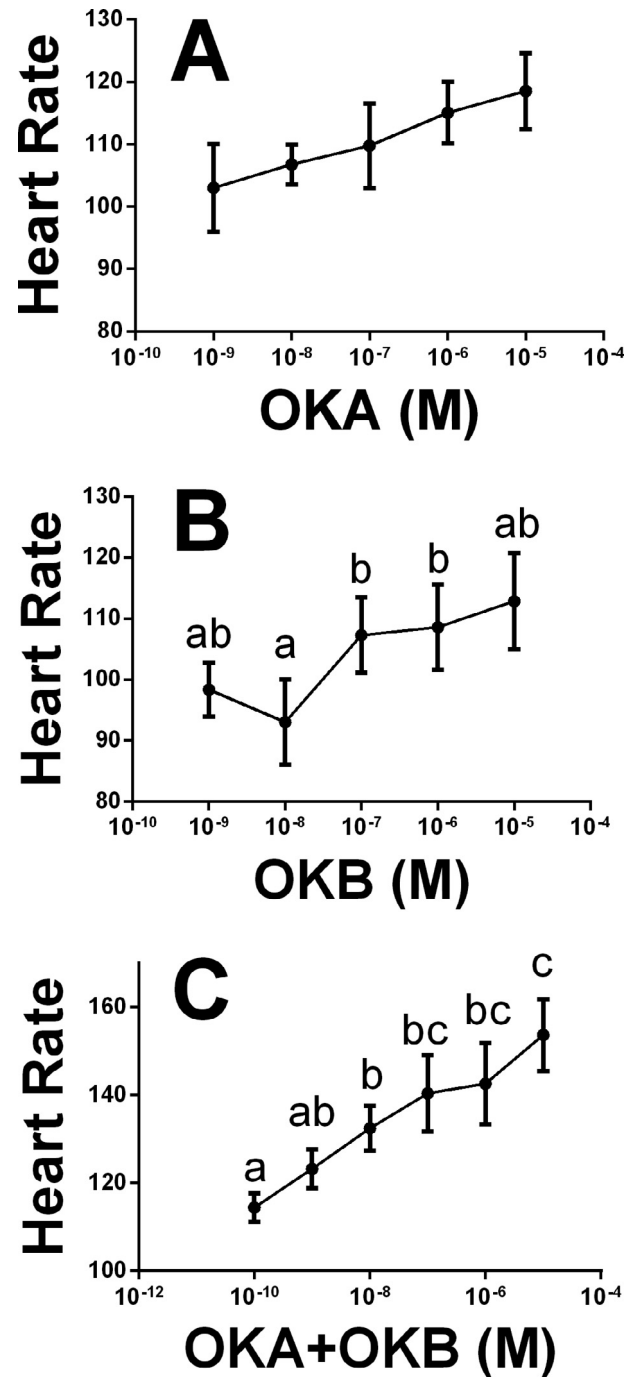 A
Heart Rate
130
120
110
100
90
80
10⁻¹⁰ 10⁻⁹ 10⁻⁸ 10⁻⁷ 10⁻⁶ 10⁻⁵ 10⁻⁴
OKA (M)
B
Heart Rate
130
120
110
100
90
80
ab a b b ab
10⁻¹⁰ 10⁻⁹ 10⁻⁸ 10⁻⁷ 10⁻⁶ 10⁻⁵ 10⁻⁴
OKB (M)
C
Heart Rate
160
140
120
100
a ab b bc bc c
10⁻¹² 10⁻¹⁰ 10⁻⁸ 10⁻⁶ 10⁻⁴
OKA+OKB (M)